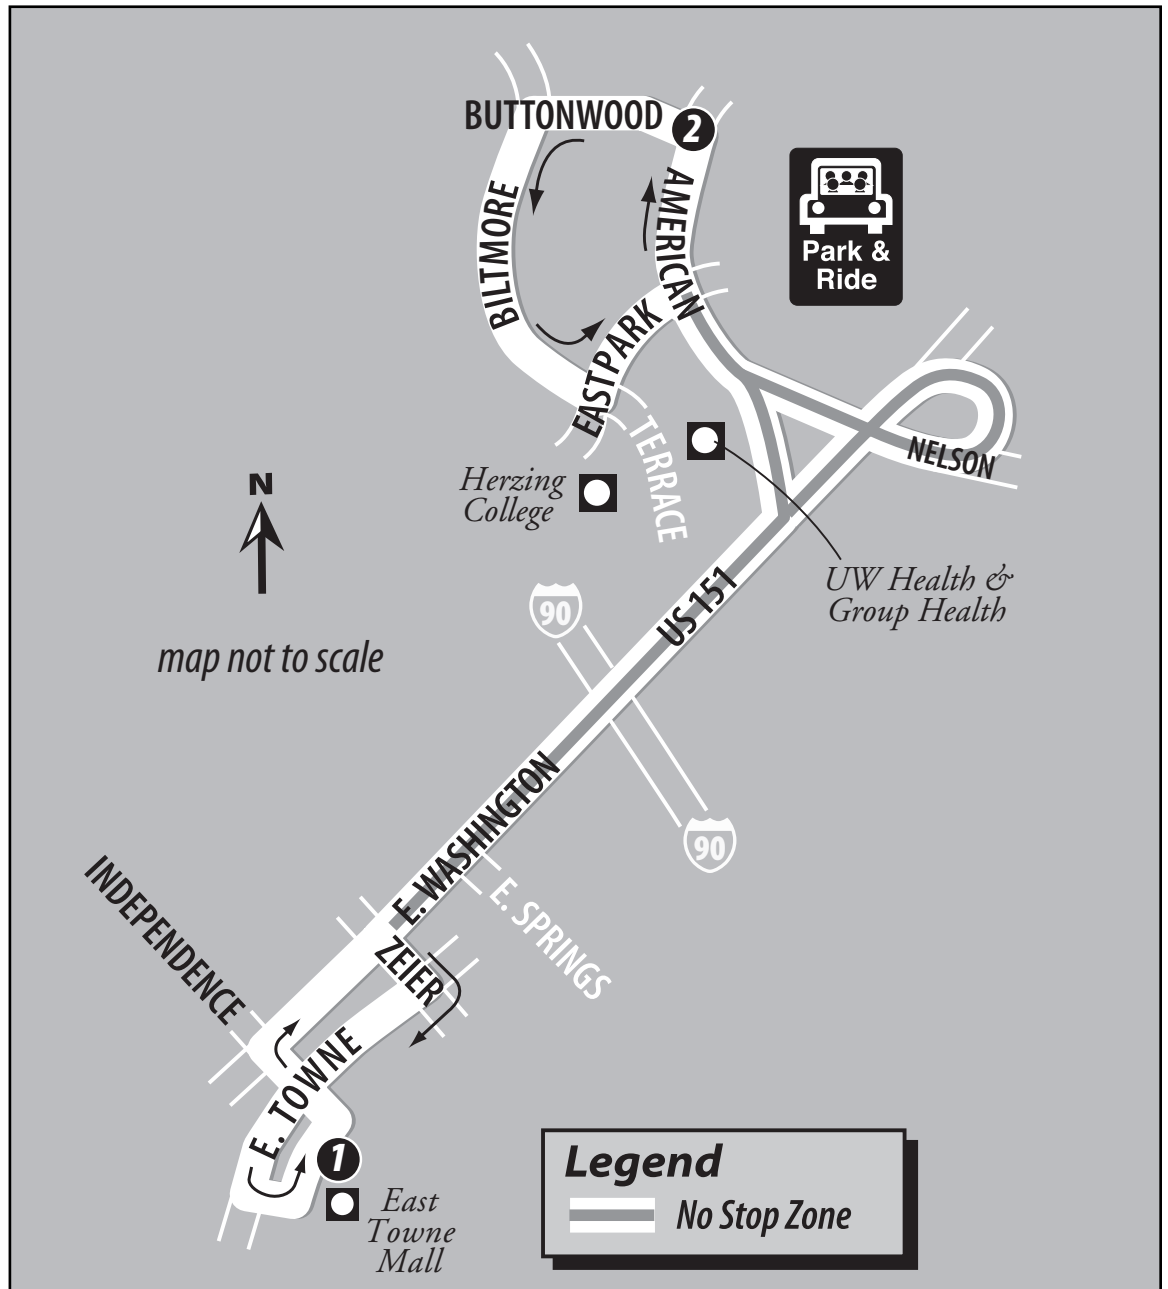 BUTTONWOOD
2
AMERICAN
Park &
Ride
BILTMORE
EASTPARK
TERRACE
NELSON
Herzing
College
N
UW Health &
Group Health
map not to scale
90
US 151
90
E. WASHINGTON
E. SPRINGS
INDEPENDENCE
ZEIER
E. TOWNE
1
East
Towne
Mall
Legend
No Stop Zone